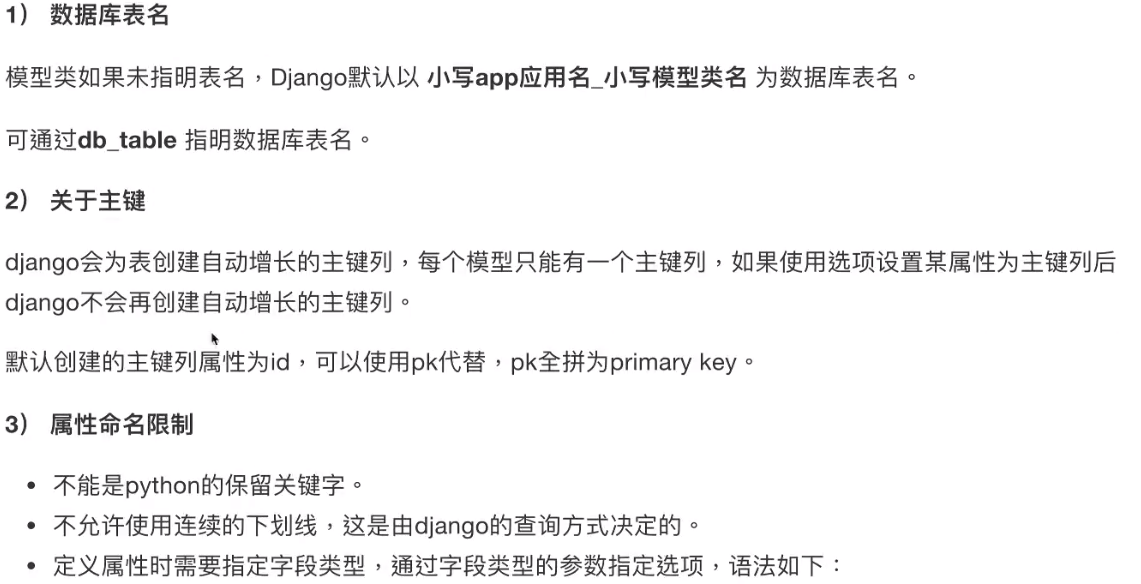 1） 数据库表名
模型类如果未指明表名，Django默认以 小写app应用名_小写模型类名 为数据库表名。
可通过db_table 指明数据库表名。
2） 关于主键
django会为表创建自动增长的主键列，每个模型只能有一个主键列，如果使用选项设置某属性为主键列后
django不会再创建自动增长的主键列。
默认创建的主键列属性为id，可以使用pk代替，pk全拼为primary key。
3） 属性命名限制
• 不能是python的保留关键字。
• 不允许使用连续的下划线，这是由django的查询方式决定的。
• 定义属性时需要指定字段类型，通过字段类型的参数指定选项，语法如下：